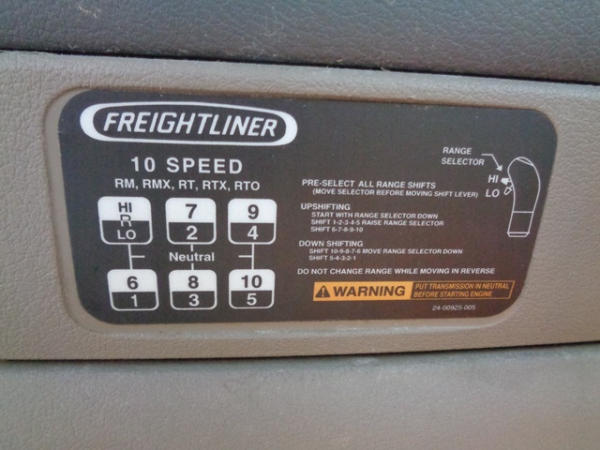 FREIGHTLINER
10 SPEED
RM, RMX, RT, RTX, RTO
HI
R
LO
7
2
9
4
Neutral
6
1
8
3
10
5
RANGE
SELECTOR
HI
LO
PRE-SELECT ALL RANGE SHIFTS
(MOVE SELECTOR BEFORE MOVING SHIFT LEVER)
UPSHIFTING
START WITH RANGE SELECTOR DOWN
SHIFT 1-2-3-4-5 RAISE RANGE SELECTOR
SHIFT 6-7-8-9-10
DOWN SHIFTING
SHIFT 10-9-8-7-6 MOVE RANGE SELECTOR DOWN
SHIFT 5-4-3-2-1
DO NOT CHANGE RANGE WHILE MOVING IN REVERSE
WARNING
PUT TRANSMISSION IN NEUTRAL
BEFORE STARTING ENGINE
24-00925-005